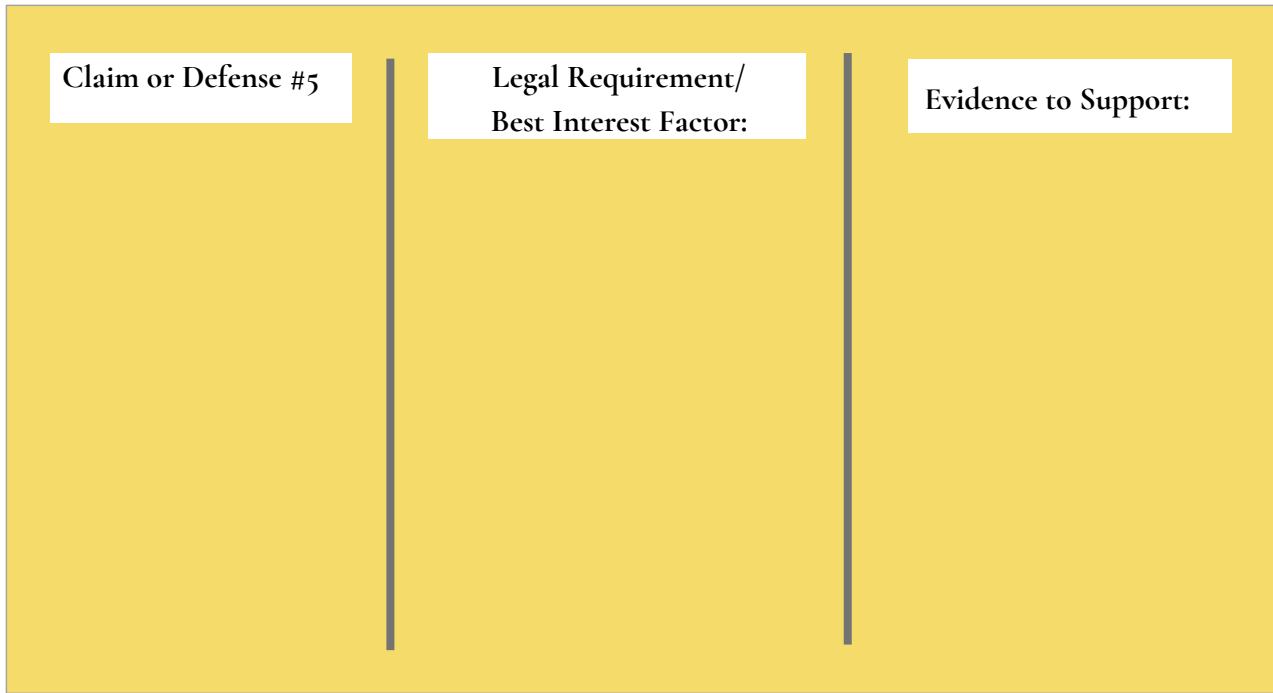 Claim or Defense #5
Legal Requirement/
Best Interest Factor:
Evidence to Support: